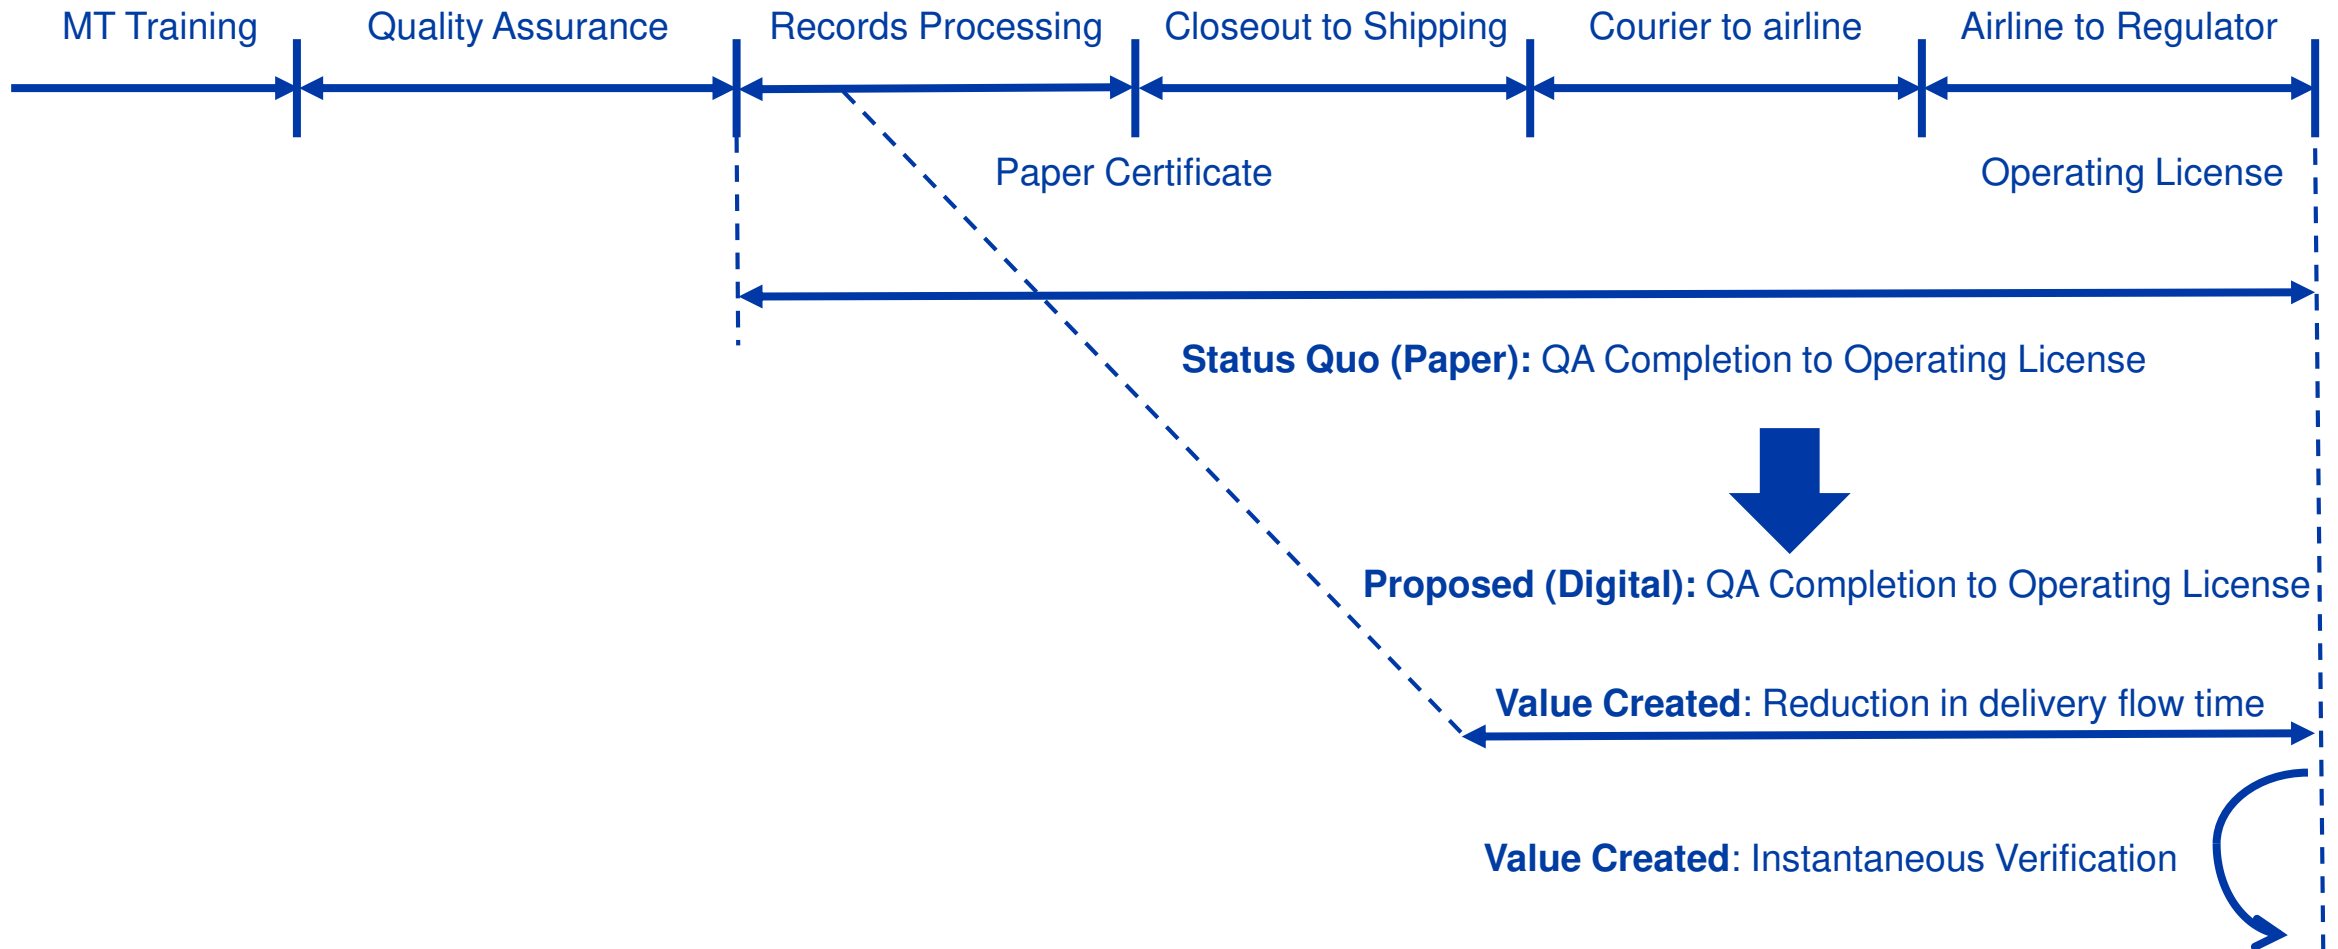 MT Training
Quality Assurance
Records Processing
Closeout to Shipping
Courier to airline
Airline to Regulator
Paper Certificate
Operating License
Status Quo (Paper): QA Completion to Operating License
Proposed (Digital): QA Completion to Operating License
Value Created: Reduction in delivery flow time
Value Created: Instantaneous Verification